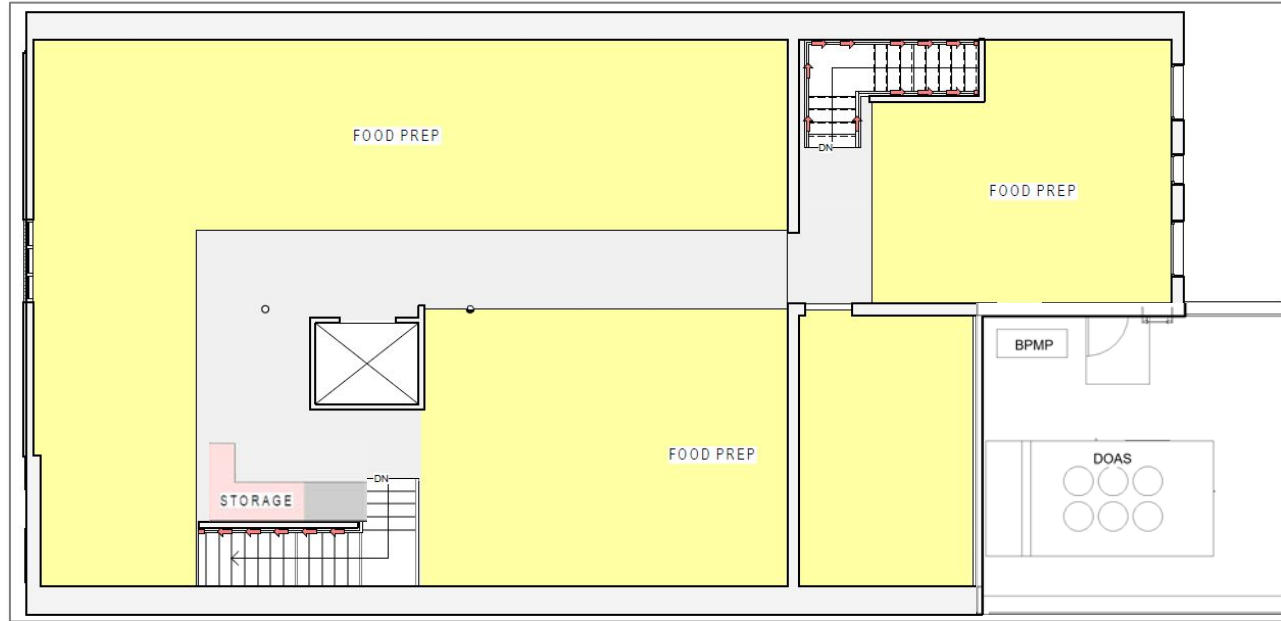 FOOD PREP
DN
FOOD PREP
BPMP
FOOD PREP
DOAS
DN
STORAGE